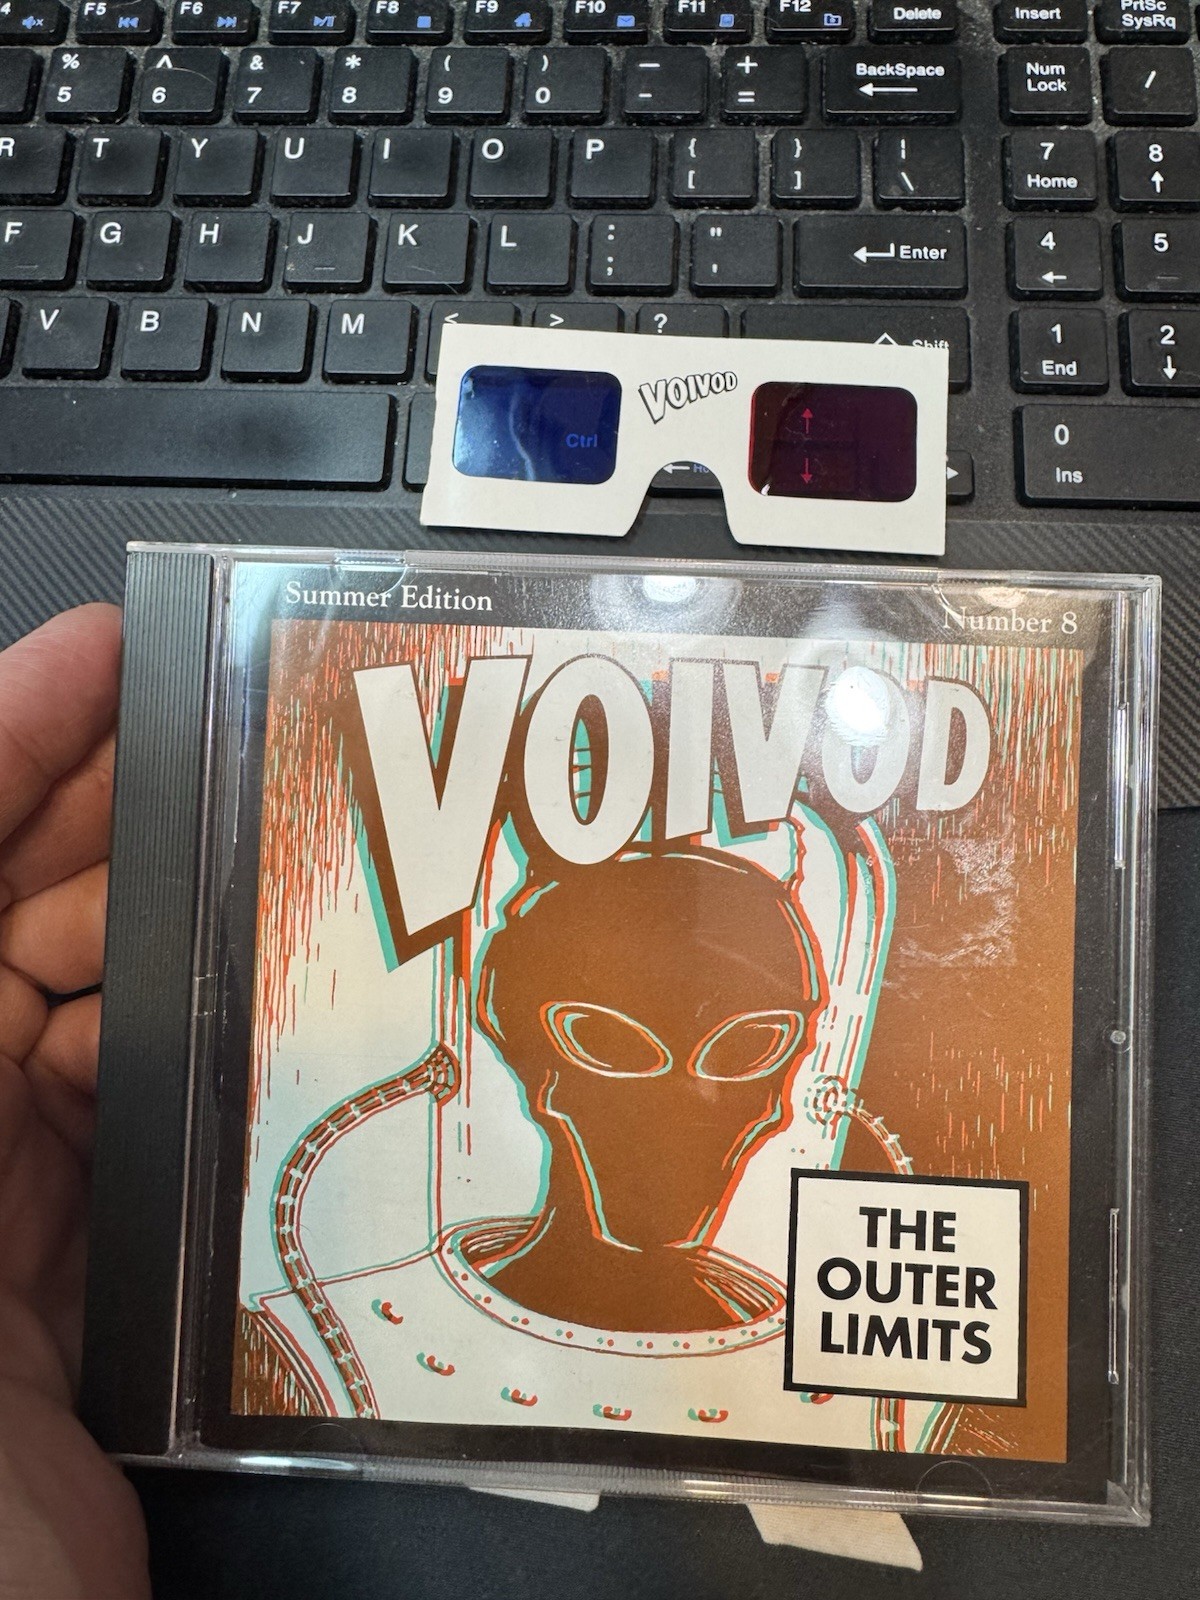 F4 F5 F6 F7 F8 F9 F10 F11 F12 Delete Insert PrtSc
SysRq
% ^ & * ( ) — + BackSpace Num /
5 6 7 8 9 0 - = Lock
R T Y U I O P { } | 7 8
[ ] \ Home
F G H J K L : " Enter 4 5
; '
V B N M < > ? Shift 1 2
End
VOIVOD
Ctrl
0
Ins
Summer Edition
Number 8
VOIVOD
THE
OUTER
LIMITS